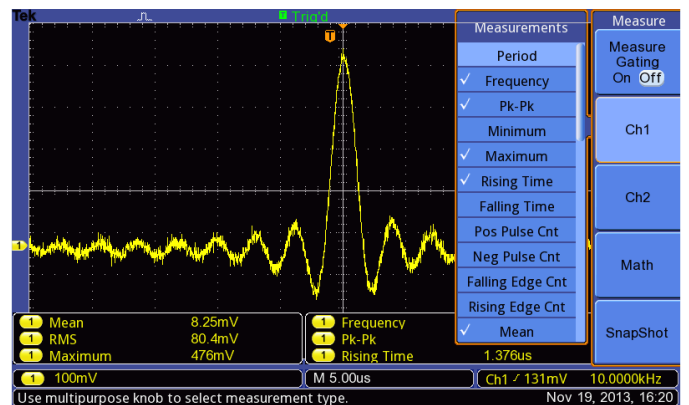 Tek
T Trig'd
T
1
Measurements
Period
✓ Frequency
✓ Pk-Pk
Minimum
✓ Maximum
✓ Rising Time
Falling Time
Pos Pulse Cnt
Neg Pulse Cnt
Falling Edge Cnt
Rising Edge Cnt
✓ Mean
Measure
Measure
Gating
On Off
Ch1
Ch2
Math
SnapShot
1 Mean 8.25mV
1 RMS 80.4mV
1 Maximum 476mV
1 Frequency
1 Pk-Pk
1 Rising Time 1.376us
1 100mV
M 5.00us
Ch1 131mV 10.0000kHz
Use multipurpose knob to select measurement type.
Nov 19, 2013, 16:20